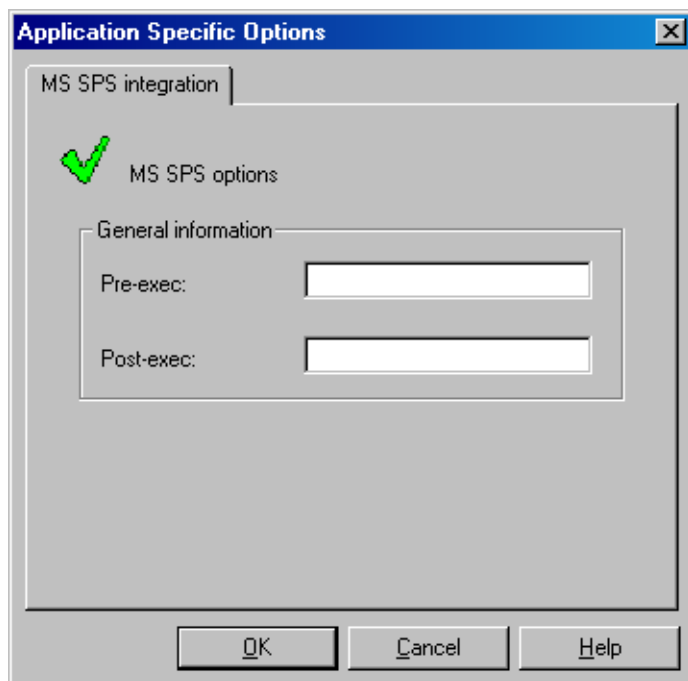 Application Specific Options
MS SPS integration
MS SPS options
General information
Pre-exec:
Post-exec:
OK Cancel Help